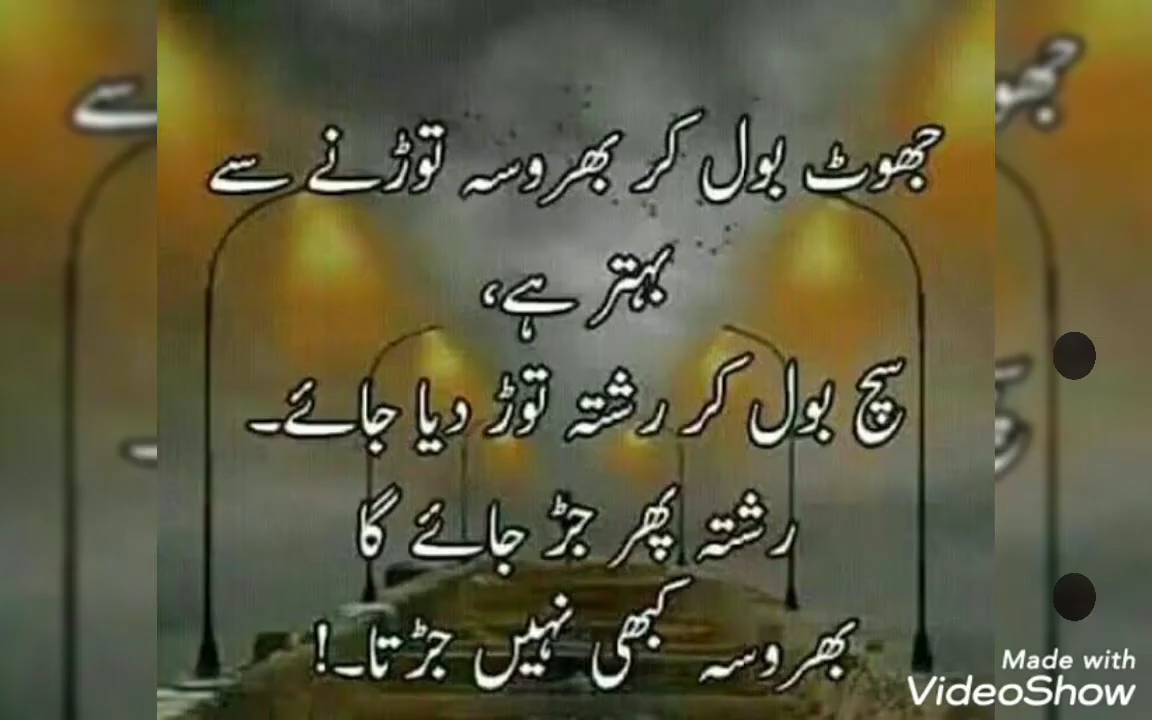 جھوٹ بول کر بھروسہ توڑنے سے
بہتر ہے،
سچ بول کر رشتہ توڑ دیا جائے۔
رشتہ پھر جڑ جائے گا
بھروسہ کبھی نہیں جڑتا۔!
Made with
VideoShow